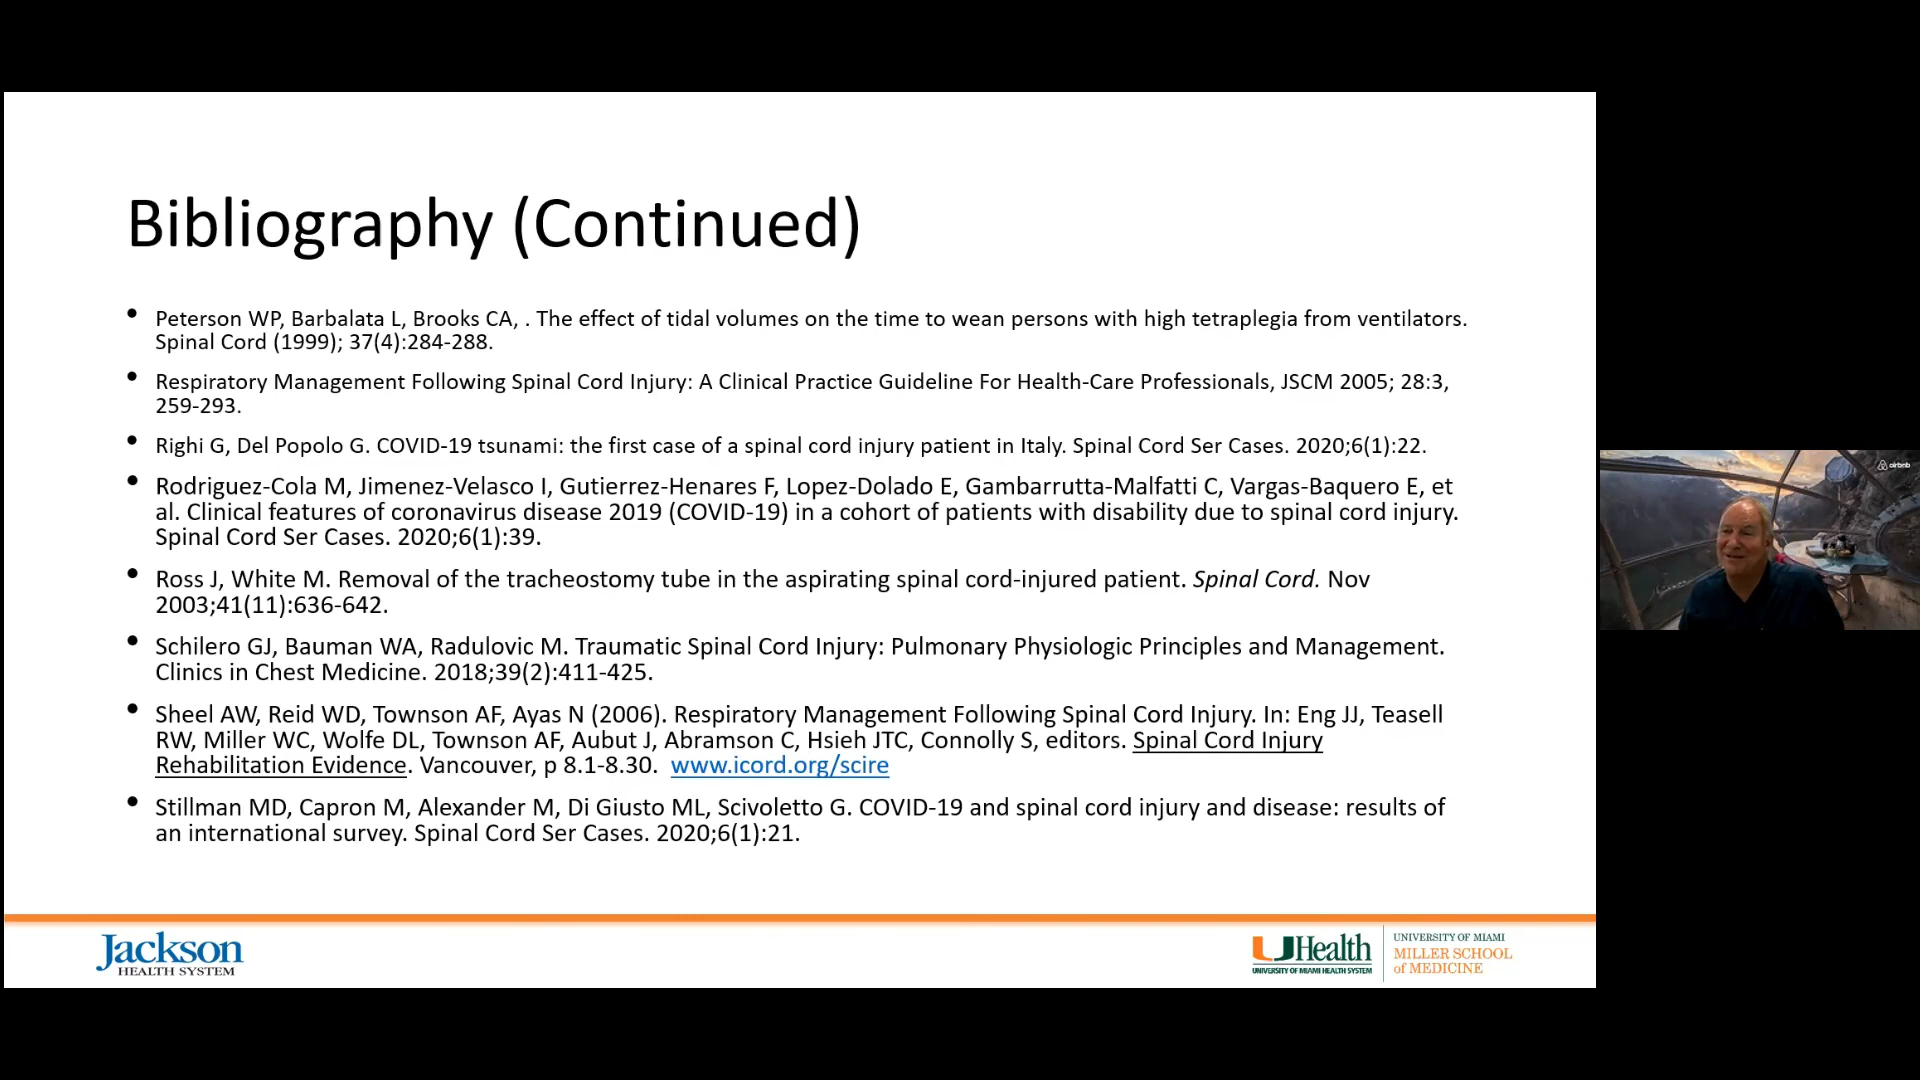 Bibliography (Continued)
• Peterson WP, Barbalata L, Brooks CA, . The effect of tidal volumes on the time to wean persons with high tetraplegia from ventilators.
Spinal Cord (1999); 37(4):284-288.
• Respiratory Management Following Spinal Cord Injury: A Clinical Practice Guideline For Health-Care Professionals, JSCM 2005; 28:3,
259-293.
• Righi G, Del Popolo G. COVID-19 tsunami: the first case of a spinal cord injury patient in Italy. Spinal Cord Ser Cases. 2020;6(1):22.
• Rodriguez-Cola M, Jimenez-Velasco I, Gutierrez-Henares F, Lopez-Dolado E, Gambarrutta-Malfatti C, Vargas-Baquero E, et
al. Clinical features of coronavirus disease 2019 (COVID-19) in a cohort of patients with disability due to spinal cord injury.
Spinal Cord Ser Cases. 2020;6(1):39.
• Ross J, White M. Removal of the tracheostomy tube in the aspirating spinal cord-injured patient. Spinal Cord. Nov
2003;41(11):636-642.
• Schilero GJ, Bauman WA, Radulovic M. Traumatic Spinal Cord Injury: Pulmonary Physiologic Principles and Management.
Clinics in Chest Medicine. 2018;39(2):411-425.
• Sheel AW, Reid WD, Townson AF, Ayas N (2006). Respiratory Management Following Spinal Cord Injury. In: Eng JJ, Teasell
RW, Miller WC, Wolfe DL, Townson AF, Aubut J, Abramson C, Hsieh JTC, Connolly S, editors. Spinal Cord Injury
Rehabilitation Evidence. Vancouver, p 8.1-8.30. www.icord.org/scire
• Stillman MD, Capron M, Alexander M, Di Giusto ML, Scivoletto G. COVID-19 and spinal cord injury and disease: results of
an international survey. Spinal Cord Ser Cases. 2020;6(1):21.
Jackson
HEALTH SYSTEM
UHealth
UNIVERSITY OF MIAMI HEALTH SYSTEM
UNIVERSITY OF MIAMI
MILLER SCHOOL
of MEDICINE
airbnb